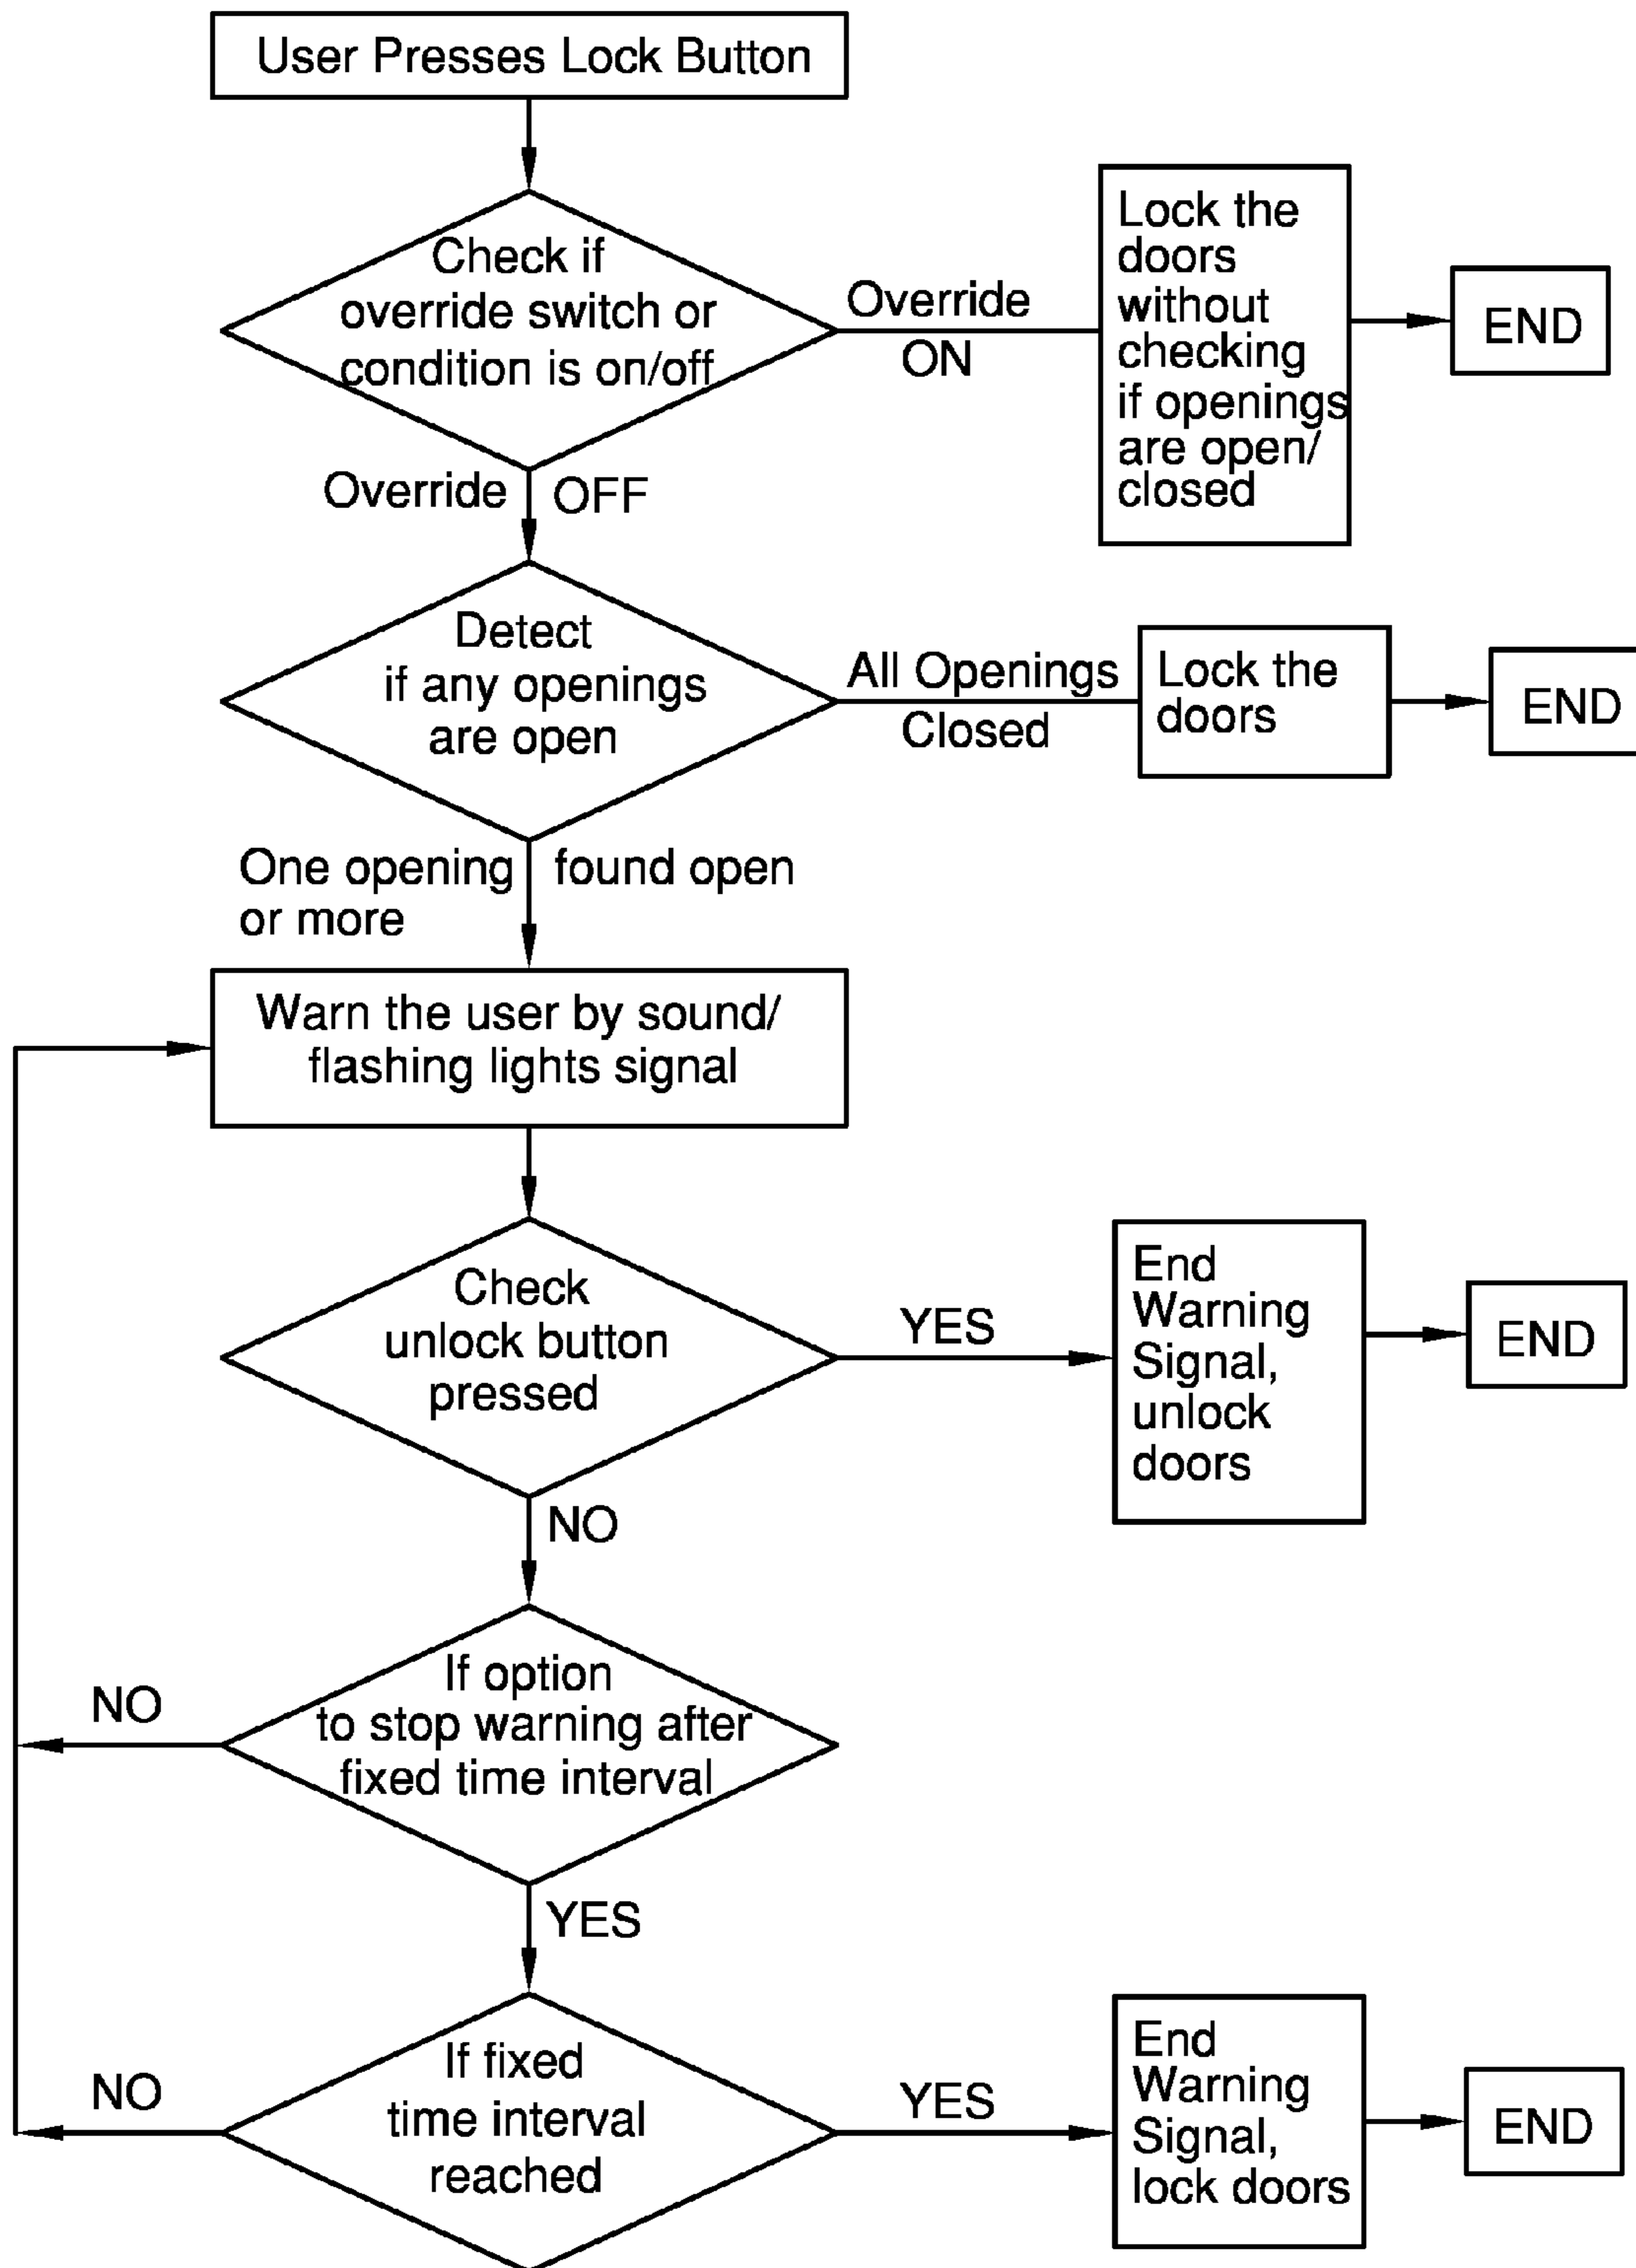 User Presses Lock Button
Check if
override switch or
condition is on/off
Override
ON
Lock the
doors
without
checking
if openings
are open/
closed
END
Override OFF
Detect
if any openings
are open
All Openings
Closed
Lock the
doors
END
One opening found open
or more
Warn the user by sound/
flashing lights signal
Check
unlock button
pressed
YES
End
Warning
Signal,
unlock
doors
END
NO
If option
to stop warning after
fixed time interval
NO
YES
If fixed
time interval
reached
NO
YES
End
Warning
Signal,
lock doors
END